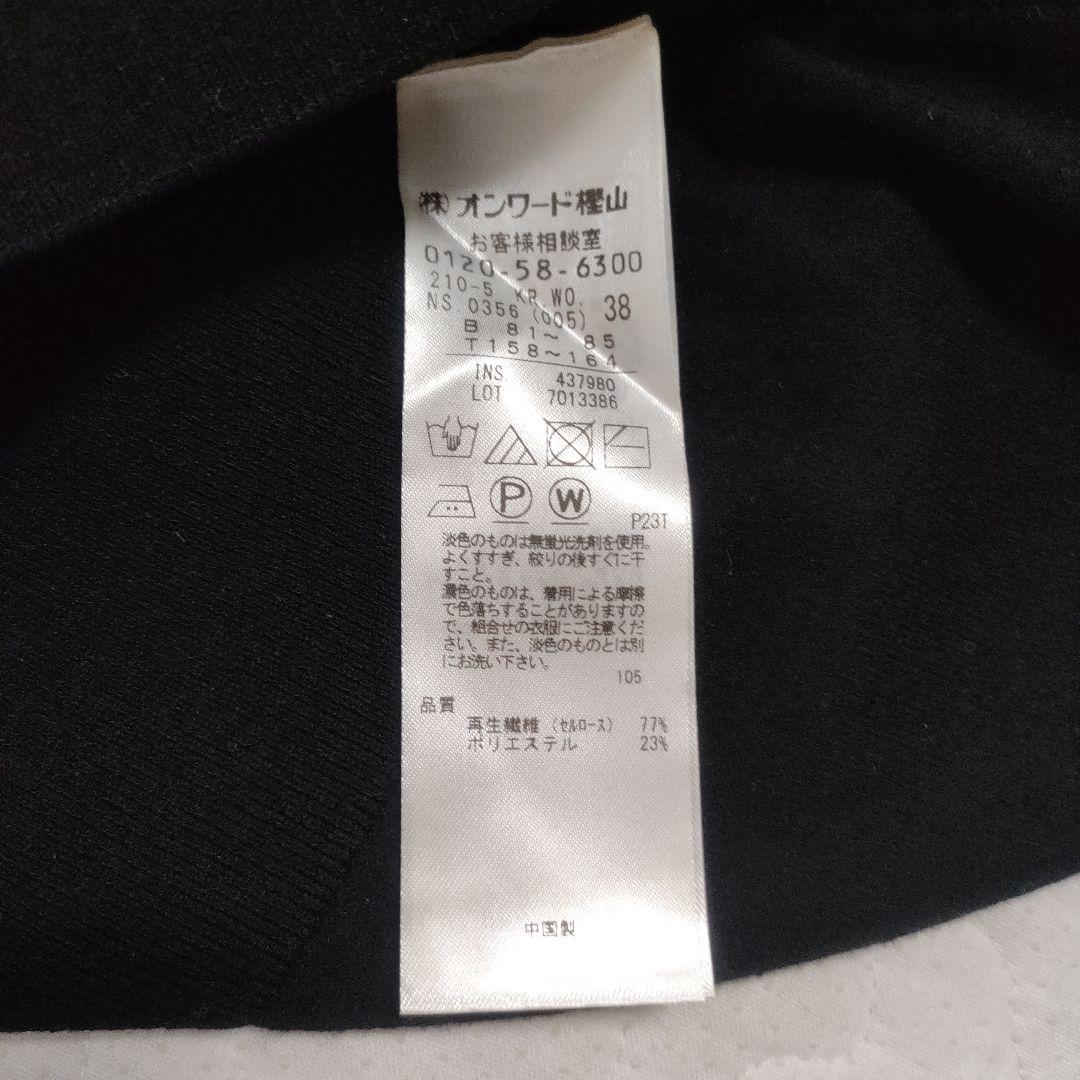 ㈱オンワード樫山
お客様相談室
0120-58-6300
210-5 KR WO.
NS 0356 (005) 38
B 81～ 85
T 158～164
INS. 437980
LOT 7013386
P W
P23T
淡色のものは無蛍光洗剤を使用。
よくすすぎ、絞りの後すぐに干
すこと。
濃色のものは、着用による摩擦
で色落ちすることがありますの
で、組合せの衣服にご注意くだ
さい。また、淡色のものとは別
にお洗い下さい。
105
品質
再生繊維（セルロース） 77%
ポリエステル 23%
中国製